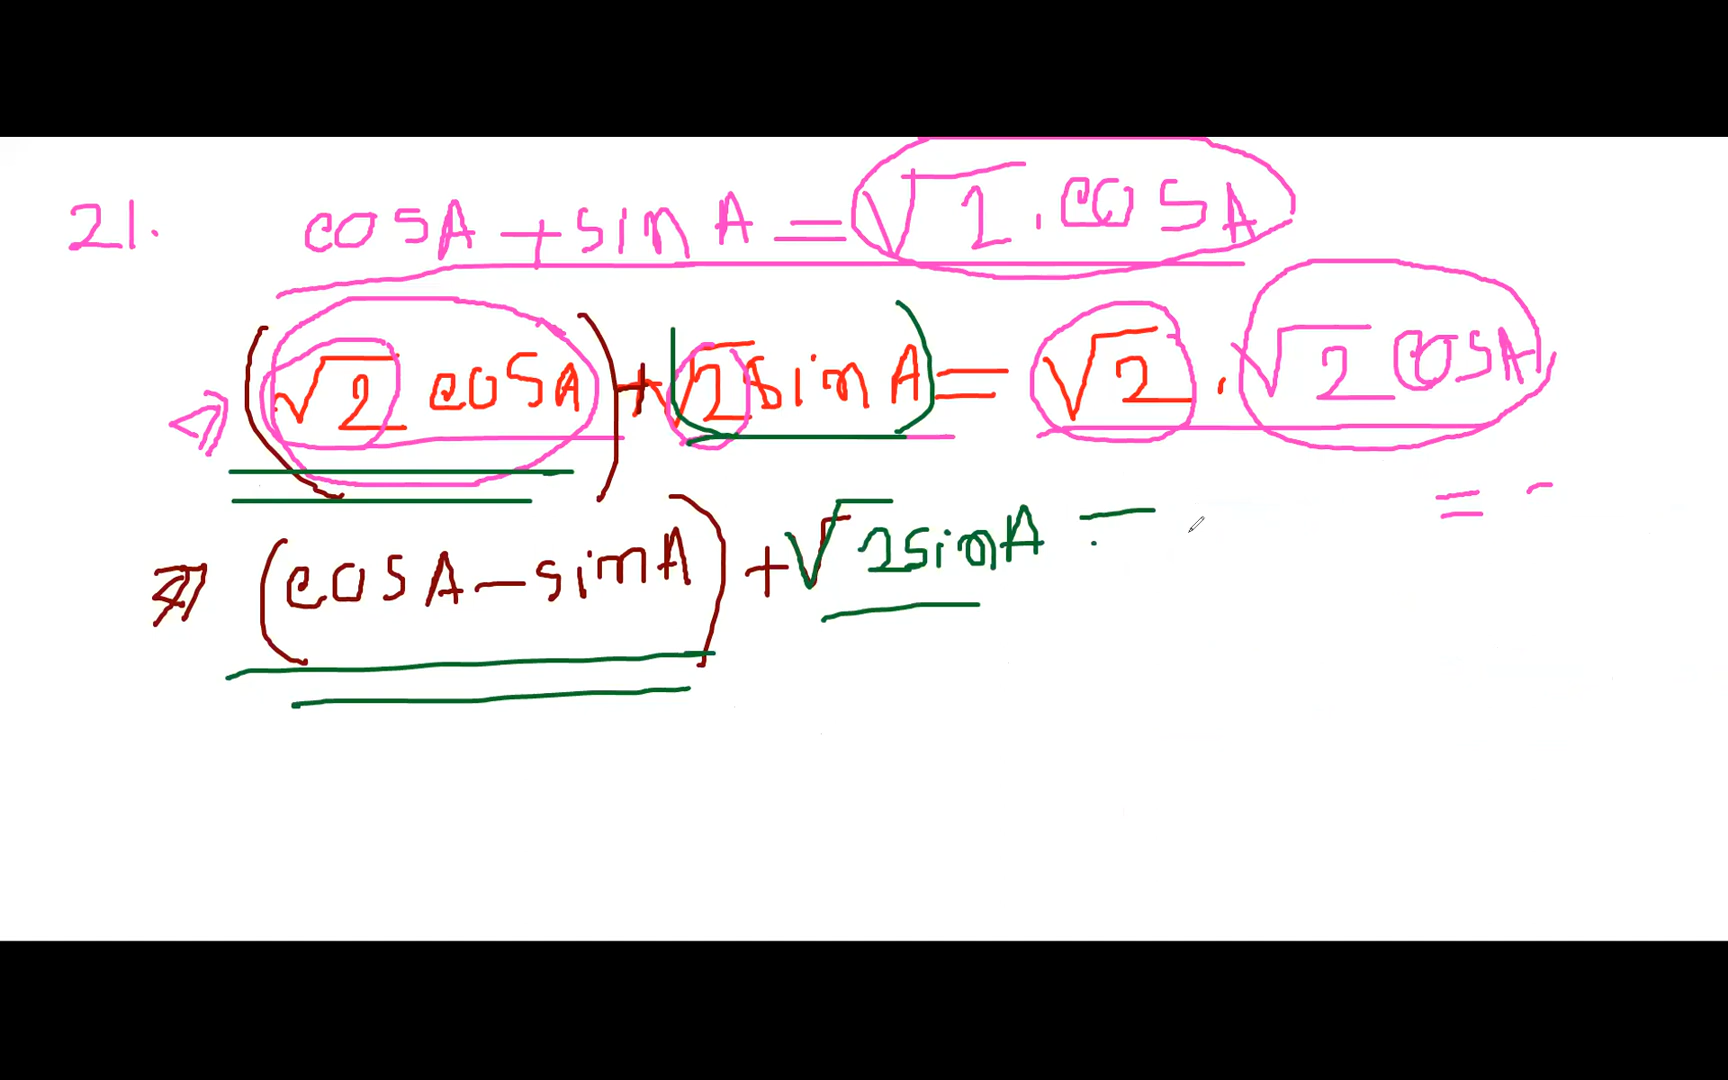 21. cosA + sinA = √2 . cosA
⇒ (√2 cosA) + (√2 sinA) = √2 . √2 cosA
= -
⇒ (cosA - sinA) + √2 sinA =